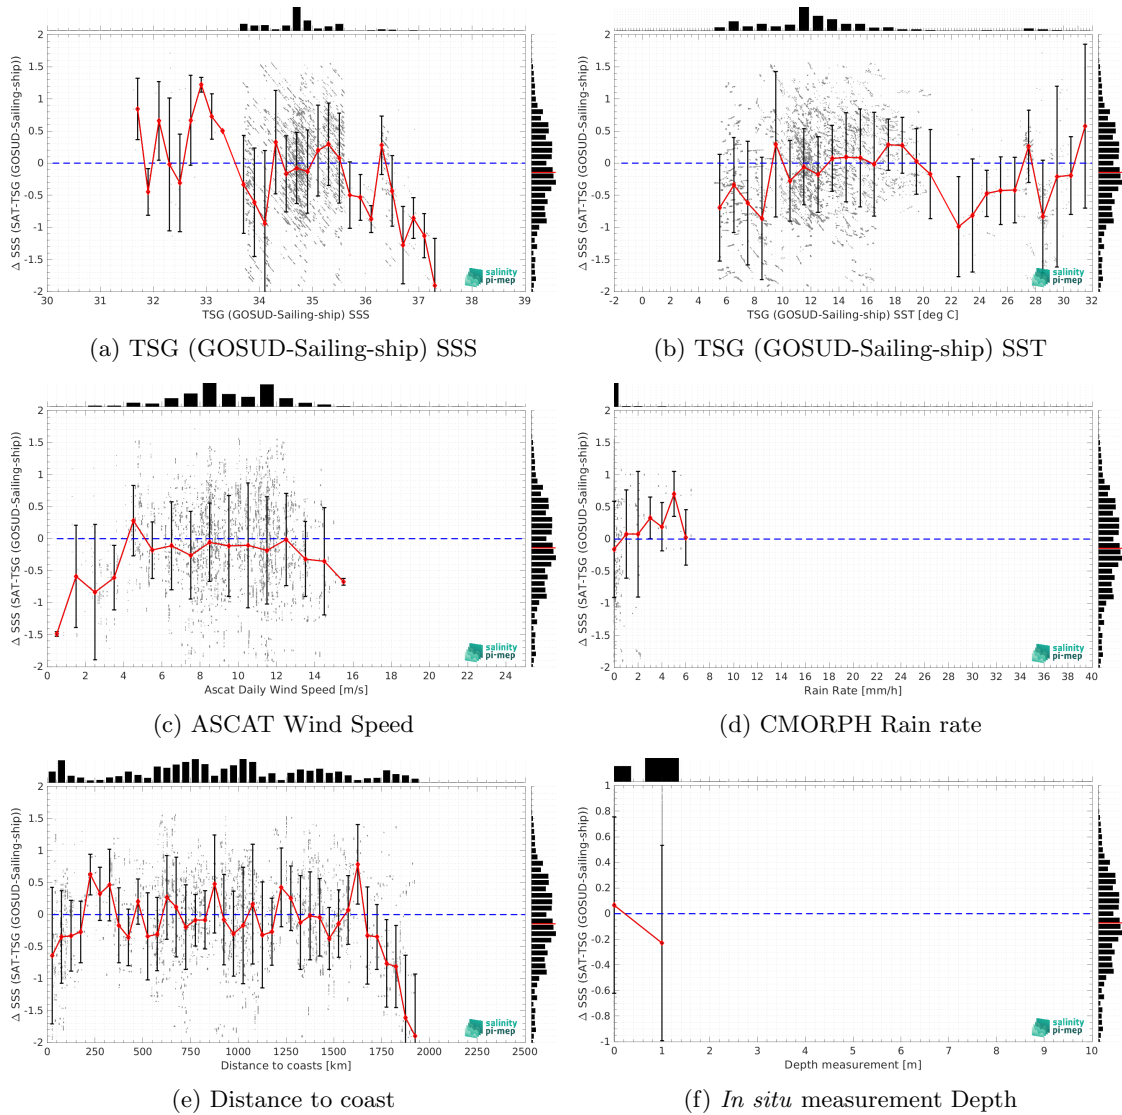 2
1.5
1
0.5
0
-0.5
-1
-1.5
-2
Δ SSS (SAT-TSG (GOSUD-Sailing-ship))
30 31 32 33 34 35 36 37 38 39
TSG (GOSUD-Sailing-ship) SSS
salinity
pi-mep
(a) TSG (GOSUD-Sailing-ship) SSS
2
1.5
1
0.5
0
-0.5
-1
-1.5
-2
Δ SSS (SAT-TSG (GOSUD-Sailing-ship))
-2 0 2 4 6 8 10 12 14 16 18 20 22 24 26 28 30 32
TSG (GOSUD-Sailing-ship) SST [deg C]
salinity
pi-mep
(b) TSG (GOSUD-Sailing-ship) SST
2
1.5
1
0.5
0
-0.5
-1
-1.5
-2
Δ SSS (SAT-TSG (GOSUD-Sailing-ship))
0 2 4 6 8 10 12 14 16 18 20 22 24
Ascat Daily Wind Speed [m/s]
salinity
pi-mep
(c) ASCAT Wind Speed
2
1.5
1
0.5
0
-0.5
-1
-1.5
-2
Δ SSS (SAT-TSG (GOSUD-Sailing-ship))
0 2 4 6 8 10 12 14 16 18 20 22 24 26 28 30 32 34 36 38 40
Rain Rate [mm/h]
salinity
pi-mep
(d) CMORPH Rain rate
2
1.5
1
0.5
0
-0.5
-1
-1.5
-2
Δ SSS (SAT-TSG (GOSUD-Sailing-ship))
0 250 500 750 1000 1250 1500 1750 2000 2250 2500
Distance to coasts [km]
salinity
pi-mep
(e) Distance to coast
1
0.8
0.6
0.4
0.2
0
-0.2
-0.4
-0.6
-0.8
-1
Δ SSS (SAT-TSG (GOSUD-Sailing-ship))
0 1 2 3 4 5 6 7 8 9 10
Depth measurement [m]
salinity
pi-mep
(f) In situ measurement Depth